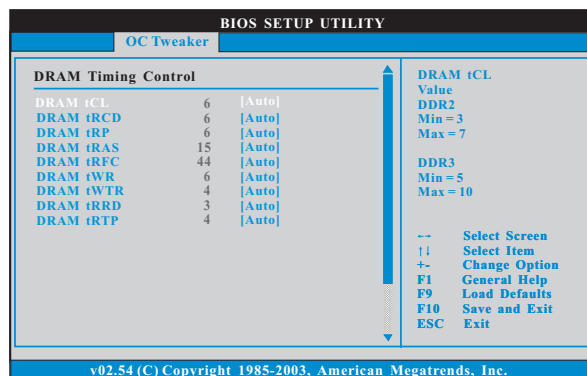 BIOS SETUP UTILITY
OC Tweaker
DRAM Timing Control
DRAM tCL 6 [Auto]
DRAM tRCD 6 [Auto]
DRAM tRP 6 [Auto]
DRAM tRAS 15 [Auto]
DRAM tRFC 44 [Auto]
DRAM tWR 6 [Auto]
DRAM tWTR 4 [Auto]
DRAM tRRD 3 [Auto]
DRAM tRTP 4 [Auto]
DRAM tCL
Value
DDR2
Min = 3
Max = 7
DDR3
Min = 5
Max = 10
←→ Select Screen
↑↓ Select Item
+- Change Option
F1 General Help
F9 Load Defaults
F10 Save and Exit
ESC Exit
v02.54 (C) Copyright 1985-2003, American Megatrends, Inc.